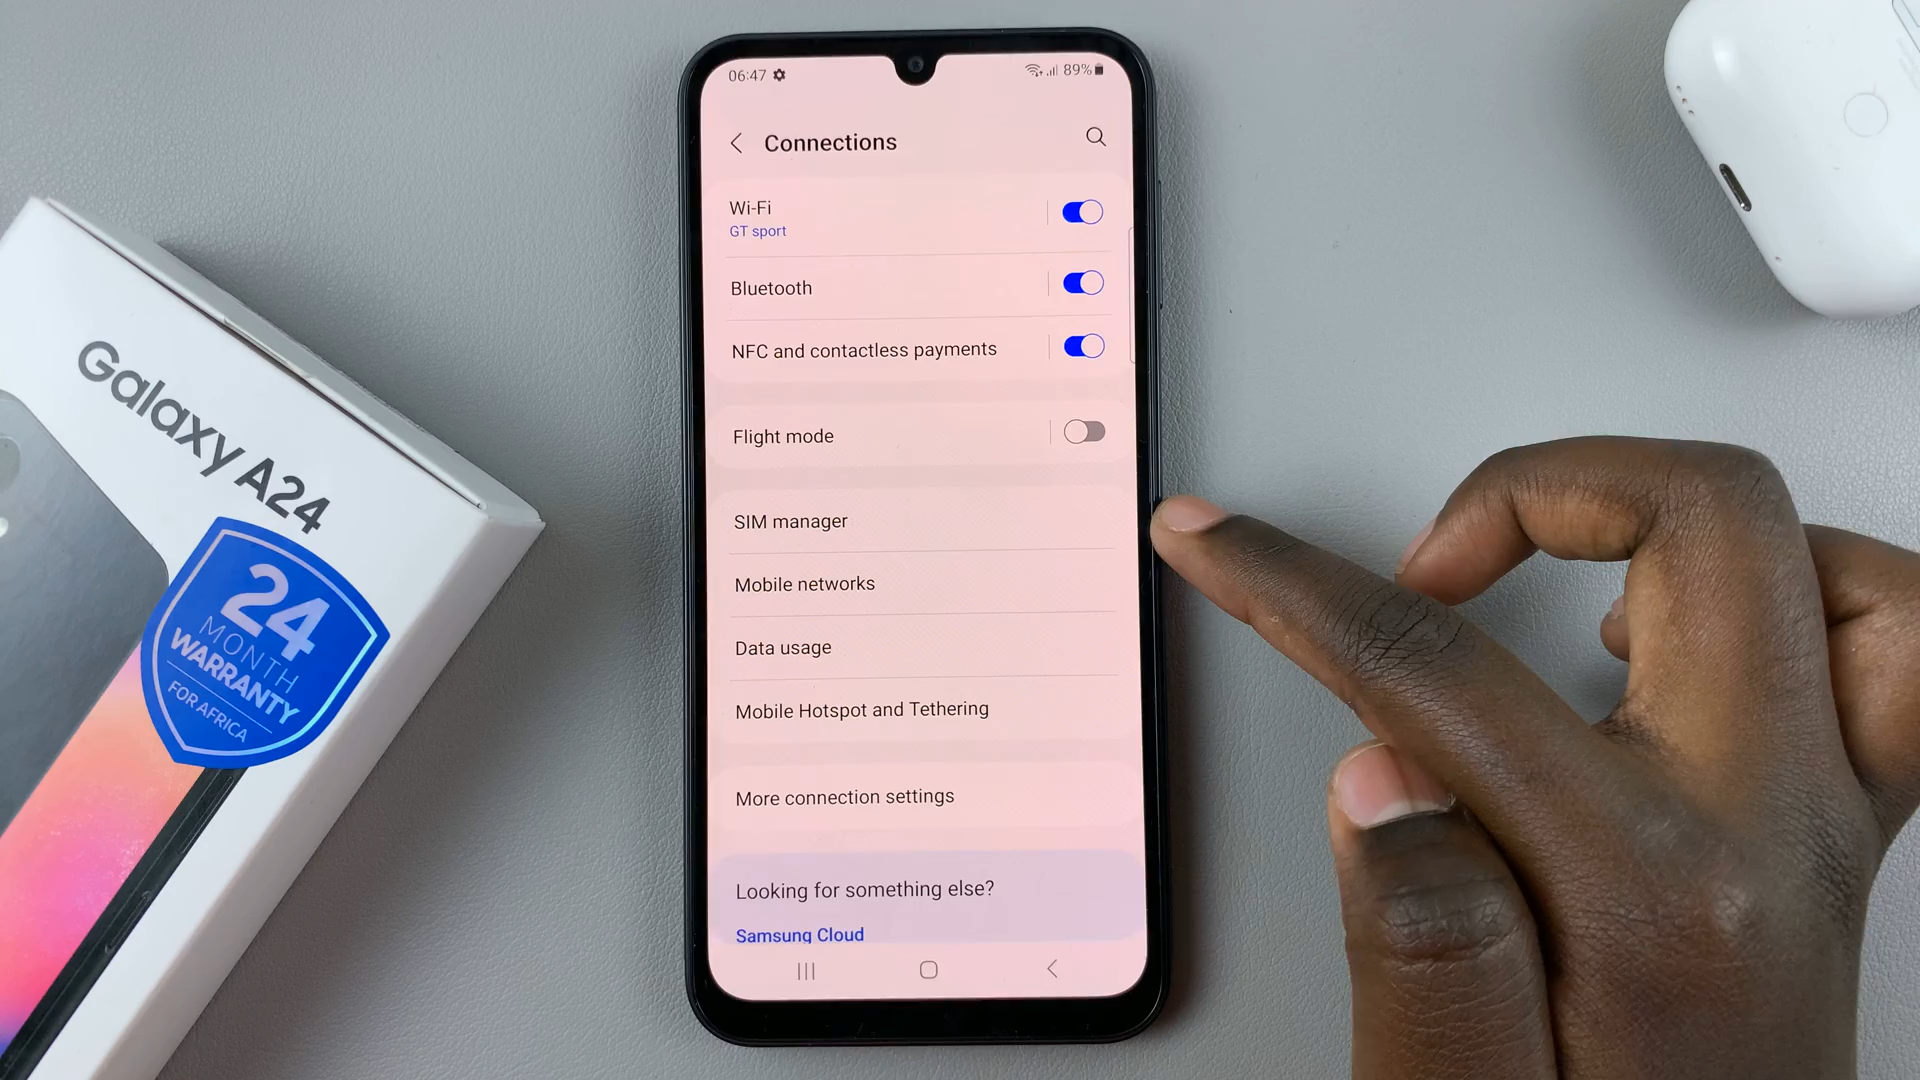 06:47
89%
Connections
Wi-Fi
GT sport
Bluetooth
NFC and contactless payments
Flight mode
SIM manager
Mobile networks
Data usage
Mobile Hotspot and Tethering
More connection settings
Looking for something else?
Samsung Cloud
Galaxy A24
24
MONTH
WARRANTY
FOR AFRICA